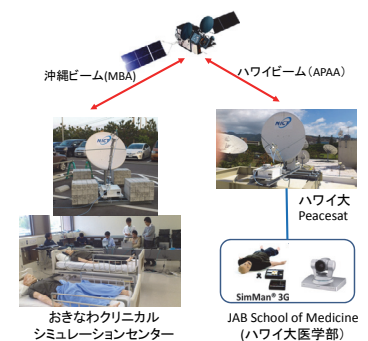 沖縄ビーム(MBA)
ハワイビーム(APAA)
NICT
NICT
ハワイ大
Peacesat
SimMan® 3G
おきなわクリニカル
シミュレーションセンター
JAB School of Medicine
(ハワイ大医学部)